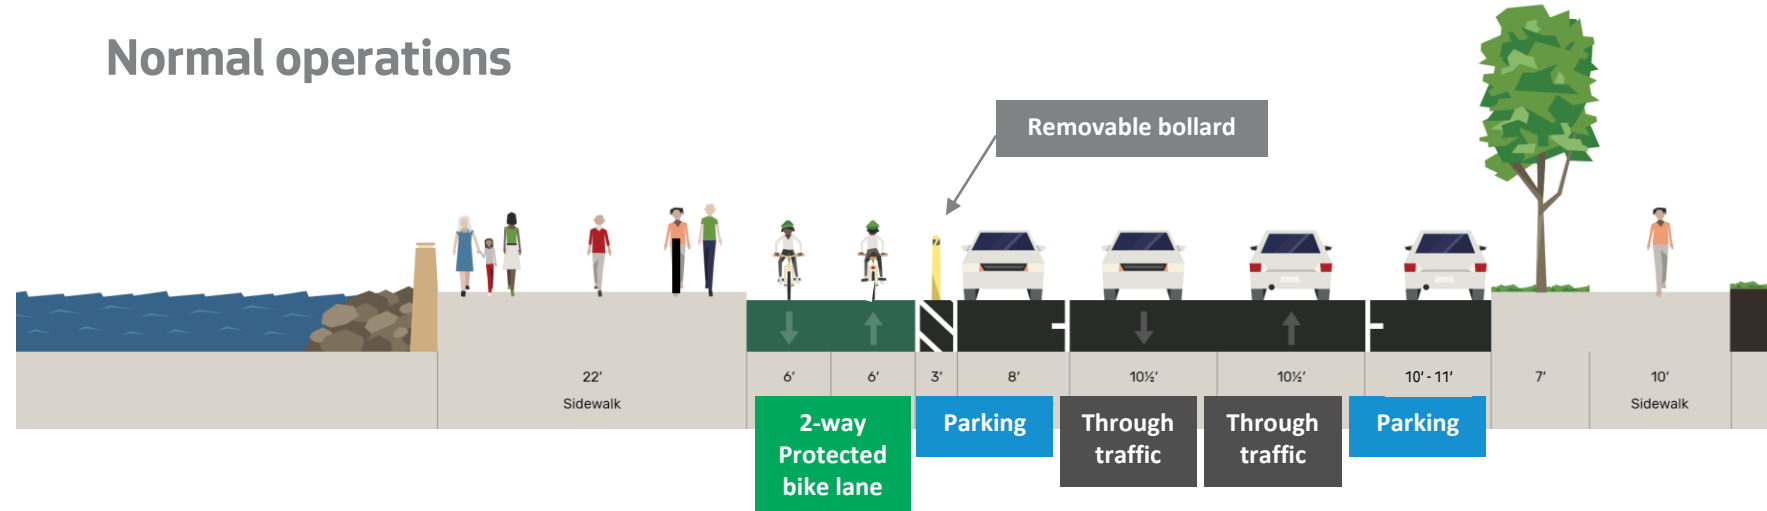 Normal operations
Removable bollard
22’
6’
6’
3’
8’
10½’
10½’
10’ - 11’
7’
10’
Sidewalk
Sidewalk
2-way
Protected
bike lane
Parking
Through
traffic
Through
traffic
Parking